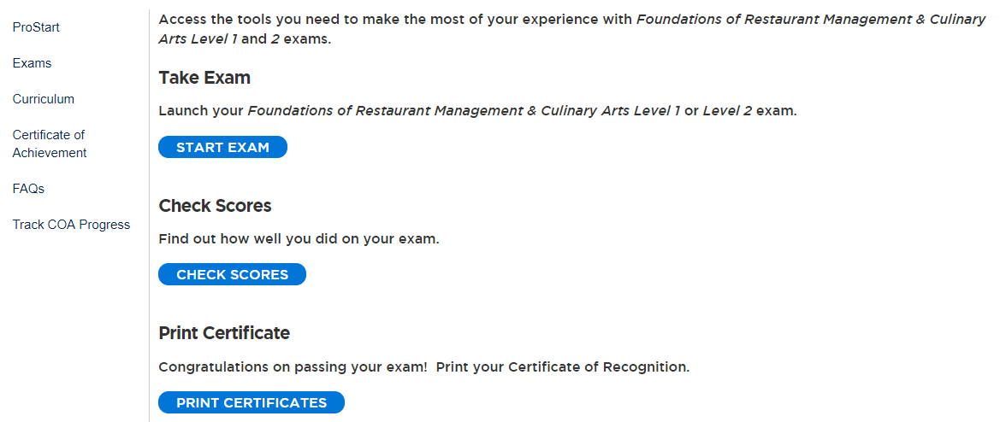 ProStart
Exams
Curriculum
Certificate of
Achievement
FAQs
Track COA Progress
Access the tools you need to make the most of your experience with Foundations of Restaurant Management & Culinary
Arts Level 1 and 2 exams.
Take Exam
Launch your Foundations of Restaurant Management & Culinary Arts Level 1 or Level 2 exam.
START EXAM
Check Scores
Find out how well you did on your exam.
CHECK SCORES
Print Certificate
Congratulations on passing your exam!  Print your Certificate of Recognition.
PRINT CERTIFICATES